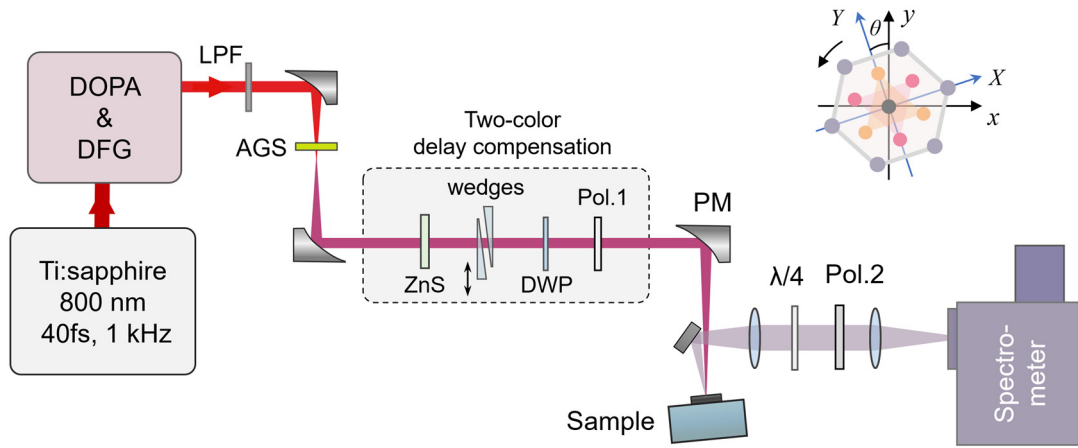 DOPA
&
DFG
LPF
AGS
Ti:sapphire
800 nm
40fs, 1 kHz
Two-color
delay compensation
wedges
Pol.1
ZnS
DWP
PM
Sample
λ/4
Pol.2
Spectro-
meter
Y
y
θ
X
x